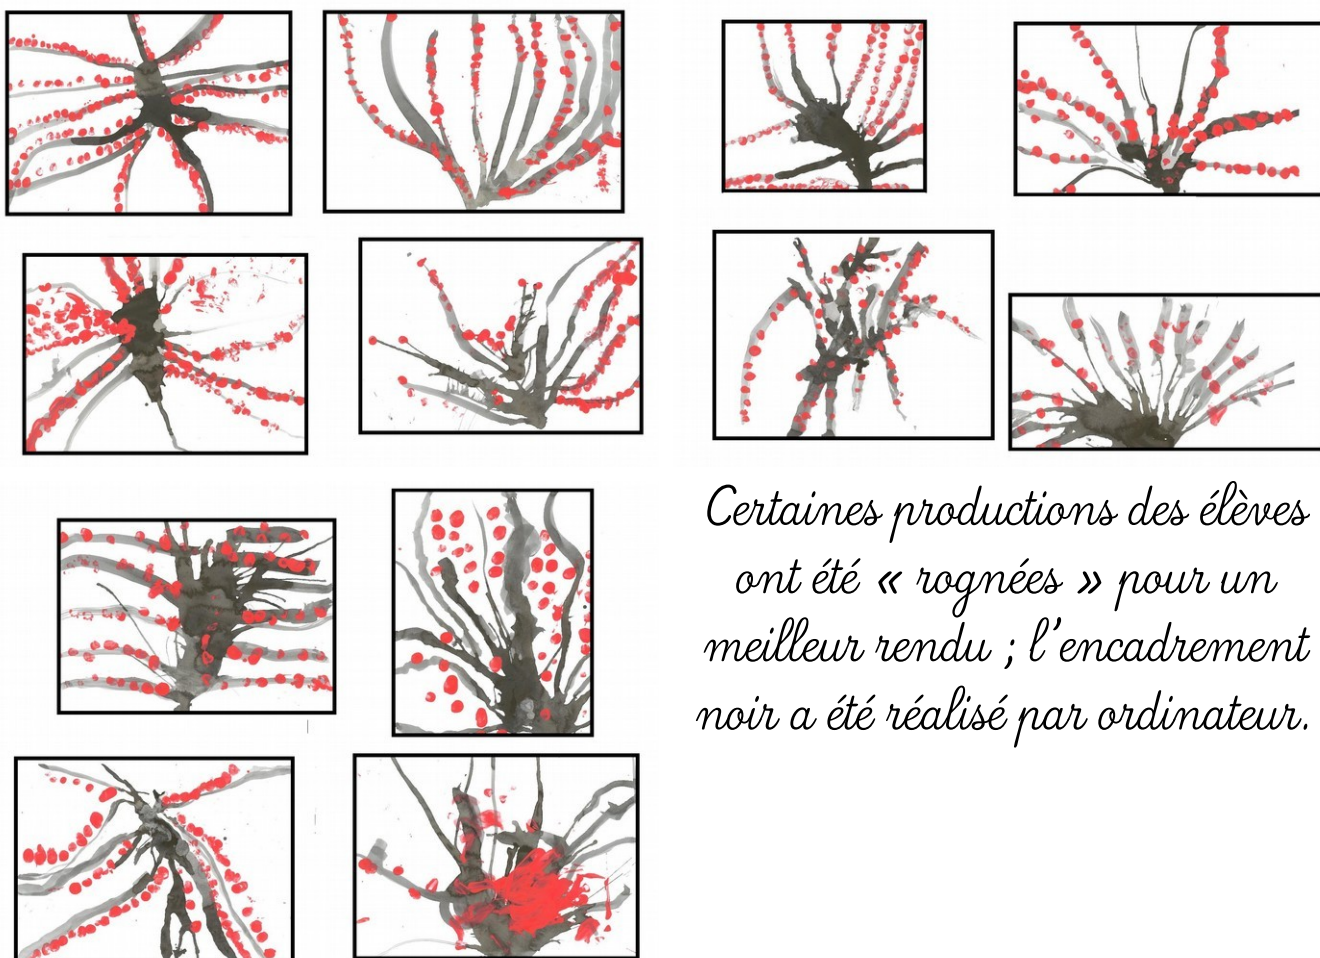 Certaines productions des élèves
ont été « rognées » pour un
meilleur rendu ; l'encadrement
noir a été réalisé par ordinateur.